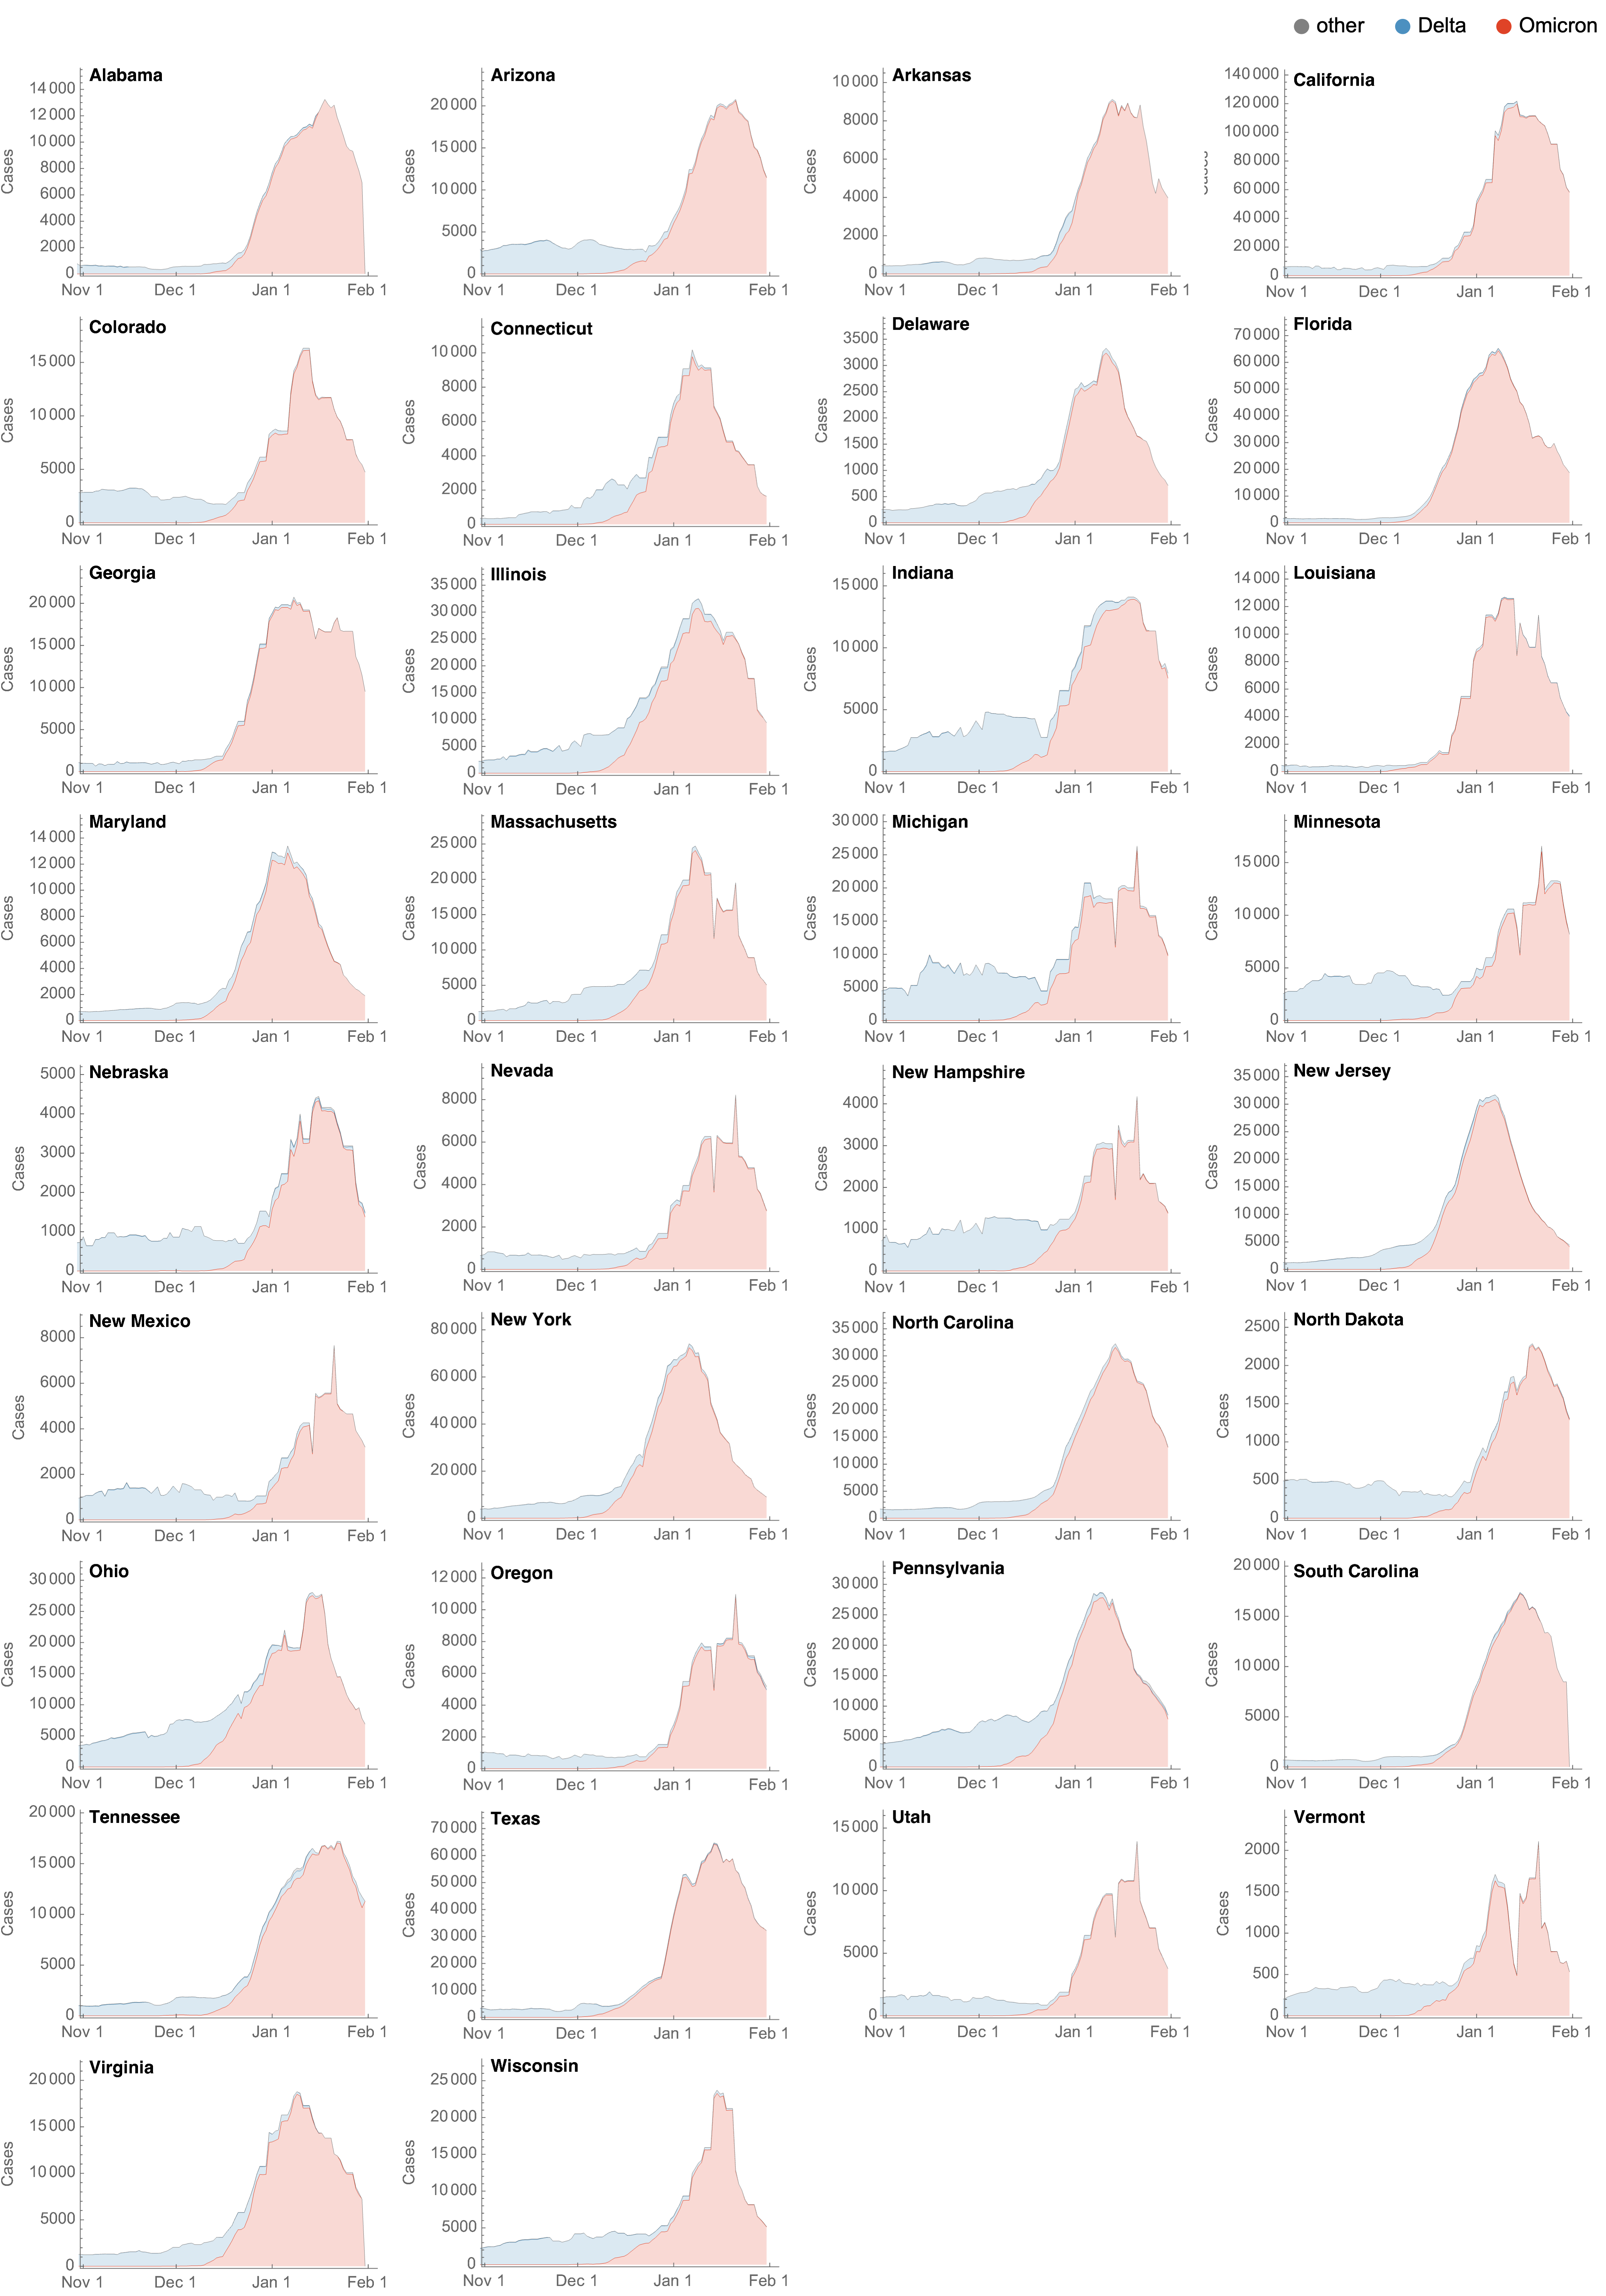 other Delta Omicron
Alabama
14 000
12 000
10 000
8000
6000
4000
2000
0
Cases
Nov 1 Dec 1 Jan 1 Feb 1
Arizona
20 000
15 000
10 000
5000
0
Cases
Nov 1 Dec 1 Jan 1 Feb 1
Arkansas
10 000
8000
6000
4000
2000
0
Cases
Nov 1 Dec 1 Jan 1 Feb 1
California
140 000
120 000
100 000
80 000
60 000
40 000
20 000
0
Nov 1 Dec 1 Jan 1 Feb 1
Colorado
15 000
10 000
5000
0
Cases
Nov 1 Dec 1 Jan 1 Feb 1
Connecticut
10 000
8000
6000
4000
2000
0
Cases
Nov 1 Dec 1 Jan 1 Feb 1
Delaware
3500
3000
2500
2000
1500
1000
500
0
Cases
Nov 1 Dec 1 Jan 1 Feb 1
Florida
70 000
60 000
50 000
40 000
30 000
20 000
10 000
0
Cases
Nov 1 Dec 1 Jan 1 Feb 1
Georgia
20 000
15 000
10 000
5000
0
Cases
Nov 1 Dec 1 Jan 1 Feb 1
Illinois
35 000
30 000
25 000
20 000
15 000
10 000
5000
0
Cases
Nov 1 Dec 1 Jan 1 Feb 1
Indiana
15 000
10 000
5000
0
Cases
Nov 1 Dec 1 Jan 1 Feb 1
Louisiana
14 000
12 000
10 000
8000
6000
4000
2000
0
Cases
Nov 1 Dec 1 Jan 1 Feb 1
Maryland
14 000
12 000
10 000
8000
6000
4000
2000
0
Cases
Nov 1 Dec 1 Jan 1 Feb 1
Massachusetts
25 000
20 000
15 000
10 000
5000
0
Cases
Nov 1 Dec 1 Jan 1 Feb 1
Michigan
30 000
25 000
20 000
15 000
10 000
5000
0
Cases
Nov 1 Dec 1 Jan 1 Feb 1
Minnesota
15 000
10 000
5000
0
Cases
Nov 1 Dec 1 Jan 1 Feb 1
Nebraska
5000
4000
3000
2000
1000
0
Cases
Nov 1 Dec 1 Jan 1 Feb 1
Nevada
8000
6000
4000
2000
0
Cases
Nov 1 Dec 1 Jan 1 Feb 1
New Hampshire
4000
3000
2000
1000
0
Cases
Nov 1 Dec 1 Jan 1 Feb 1
New Jersey
35 000
30 000
25 000
20 000
15 000
10 000
5000
0
Cases
Nov 1 Dec 1 Jan 1 Feb 1
New Mexico
8000
6000
4000
2000
0
Cases
Nov 1 Dec 1 Jan 1 Feb 1
New York
80 000
60 000
40 000
20 000
0
Cases
Nov 1 Dec 1 Jan 1 Feb 1
North Carolina
35 000
30 000
25 000
20 000
15 000
10 000
5000
0
Cases
Nov 1 Dec 1 Jan 1 Feb 1
North Dakota
2500
2000
1500
1000
500
0
Cases
Nov 1 Dec 1 Jan 1 Feb 1
Ohio
30 000
25 000
20 000
15 000
10 000
5000
0
Cases
Nov 1 Dec 1 Jan 1 Feb 1
Oregon
12 000
10 000
8000
6000
4000
2000
0
Cases
Nov 1 Dec 1 Jan 1 Feb 1
Pennsylvania
30 000
25 000
20 000
15 000
10 000
5000
0
Cases
Nov 1 Dec 1 Jan 1 Feb 1
South Carolina
20 000
15 000
10 000
5000
0
Cases
Nov 1 Dec 1 Jan 1 Feb 1
Tennessee
20 000
15 000
10 000
5000
0
Cases
Nov 1 Dec 1 Jan 1 Feb 1
Texas
70 000
60 000
50 000
40 000
30 000
20 000
10 000
0
Cases
Nov 1 Dec 1 Jan 1 Feb 1
Utah
15 000
10 000
5000
0
Cases
Nov 1 Dec 1 Jan 1 Feb 1
Vermont
2000
1500
1000
500
0
Cases
Nov 1 Dec 1 Jan 1 Feb 1
Virginia
20 000
15 000
10 000
5000
0
Cases
Nov 1 Dec 1 Jan 1 Feb 1
Wisconsin
25 000
20 000
15 000
10 000
5000
0
Cases
Nov 1 Dec 1 Jan 1 Feb 1